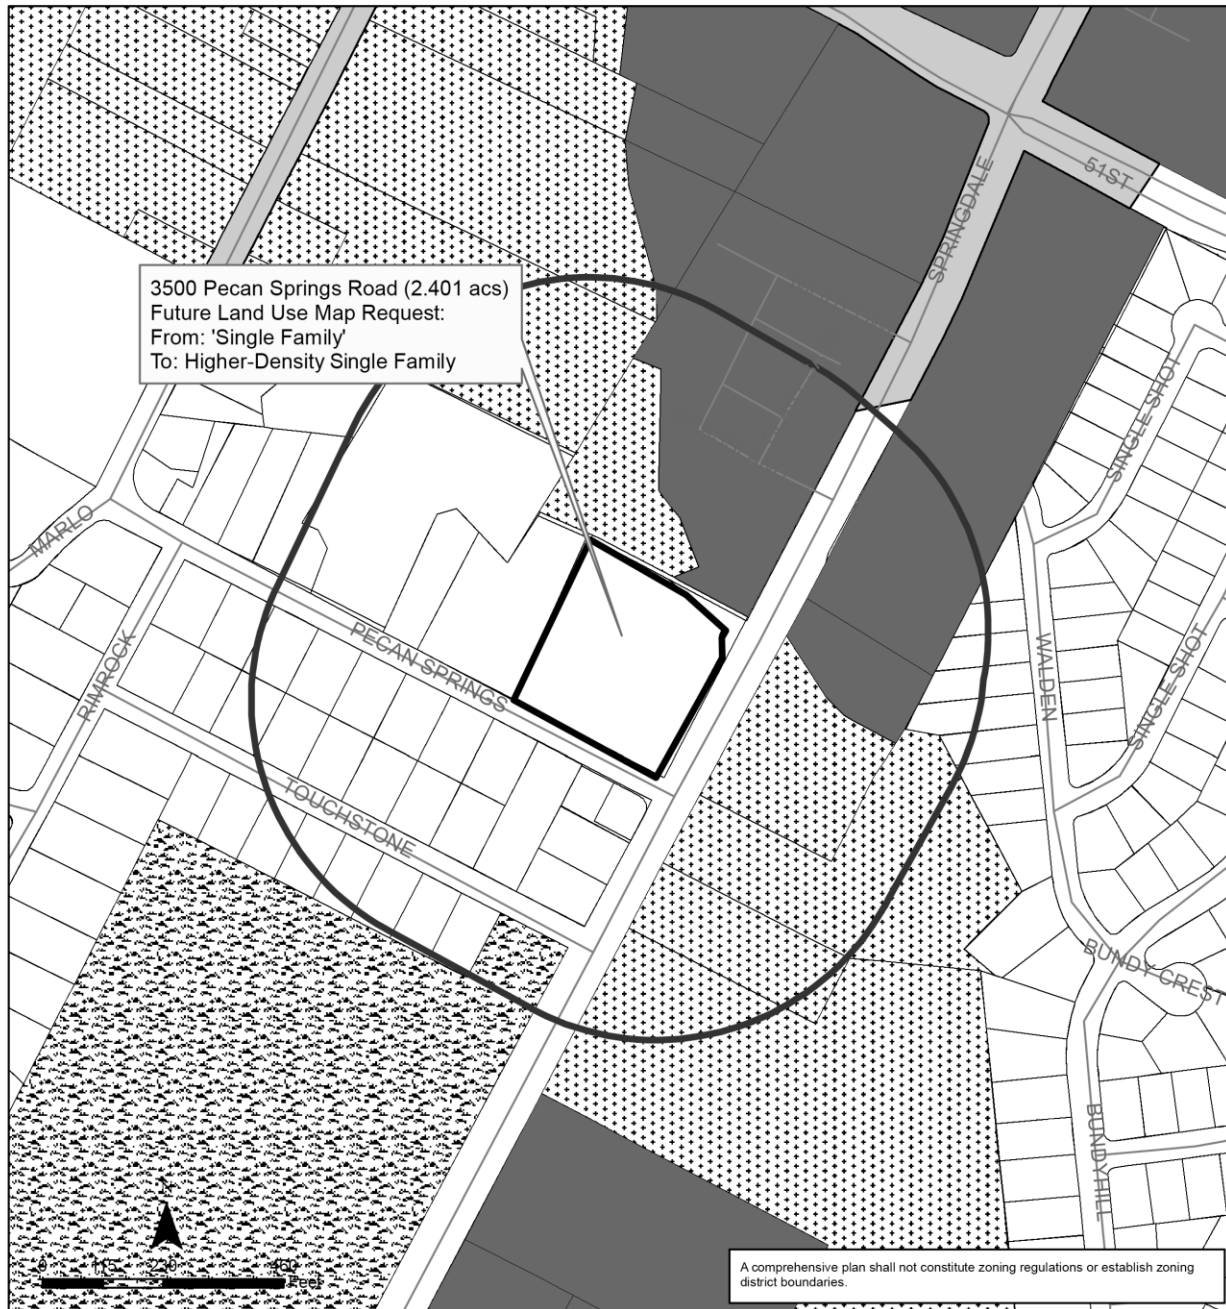 51ST
SPRINGDALE
3500 Pecan Springs Road (2.401 acs)
Future Land Use Map Request:
From: 'Single Family'
To: Higher-Density Single Family
SINGLE SHOT
MARLO
PECAN SPRINGS
RIMROCK
WALDEN
SINGLE SHOT
TOUCHSTONE
BUNDY CREST
BUNDYHILL
N
0 115 230 460
Feet
A comprehensive plan shall not constitute zoning regulations or establish zoning
district boundaries.